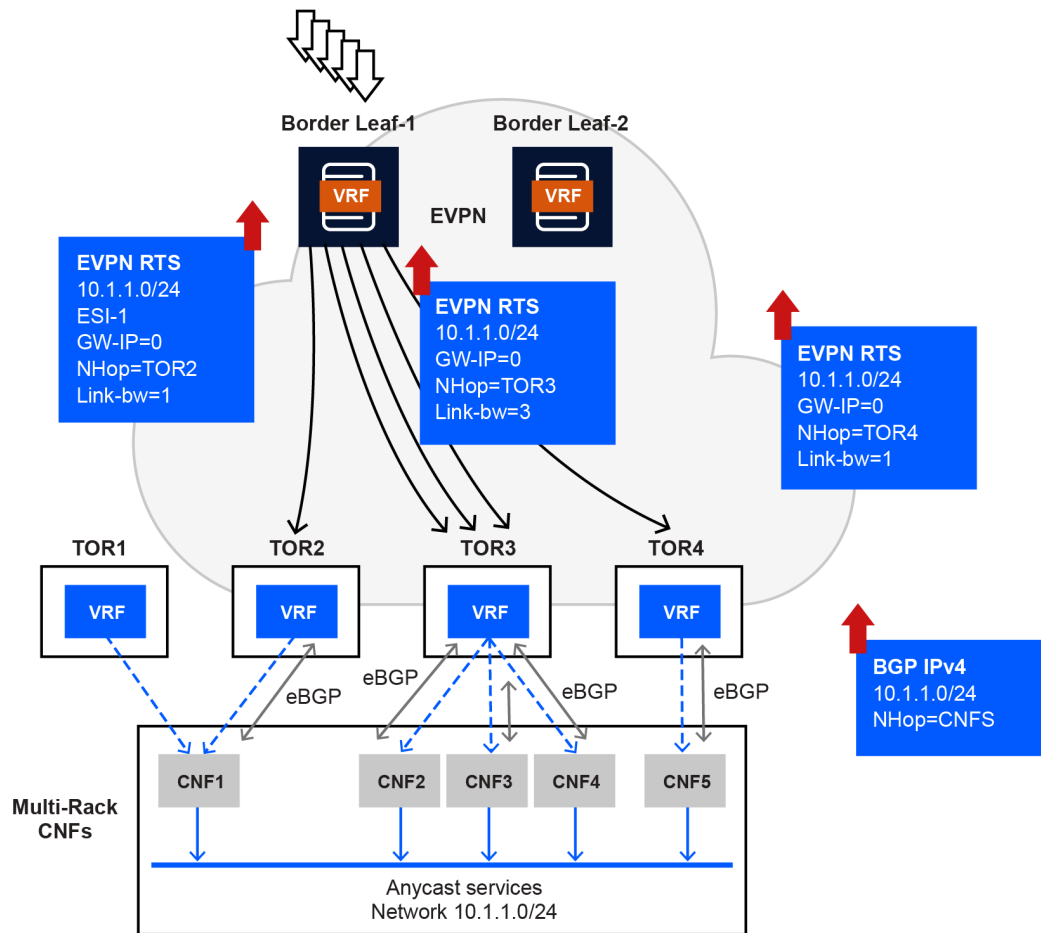 Border Leaf-1
Border Leaf-2
VRF
VRF
EVPN
EVPN RTS
10.1.1.0/24
ESI-1
GW-IP=0
NHop=TOR2
Link-bw=1
EVPN RTS
10.1.1.0/24
GW-IP=0
NHop=TOR3
Link-bw=3
EVPN RTS
10.1.1.0/24
GW-IP=0
NHop=TOR4
Link-bw=1
TOR1
TOR2
TOR3
TOR4
VRF
VRF
VRF
VRF
eBGP
eBGP
eBGP
eBGP
BGP IPv4
10.1.1.0/24
NHop=CNFS
Multi-Rack
CNFs
CNF1
CNF2
CNF3
CNF4
CNF5
Anycast services
Network 10.1.1.0/24